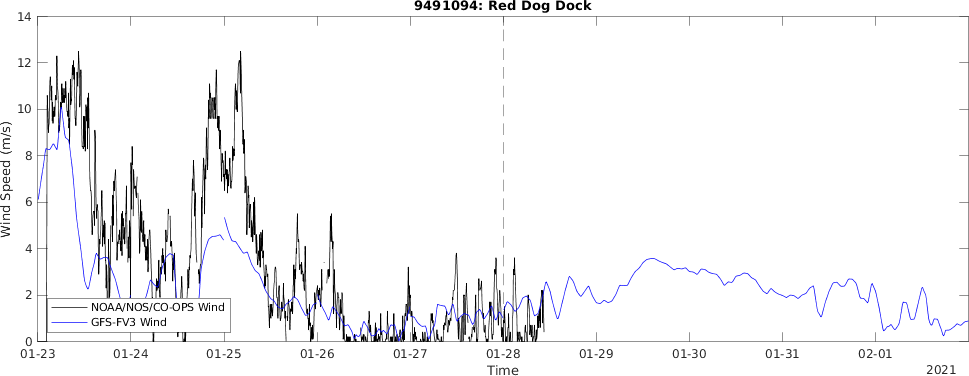 9491094: Red Dog Dock
Wind Speed (m/s)
14
12
10
8
6
4
2
0
NOAA/NOS/CO-OPS Wind
GFS-FV3 Wind
01-23 01-24 01-25 01-26 01-27 01-28 01-29 01-30 01-31 02-01
Time
2021